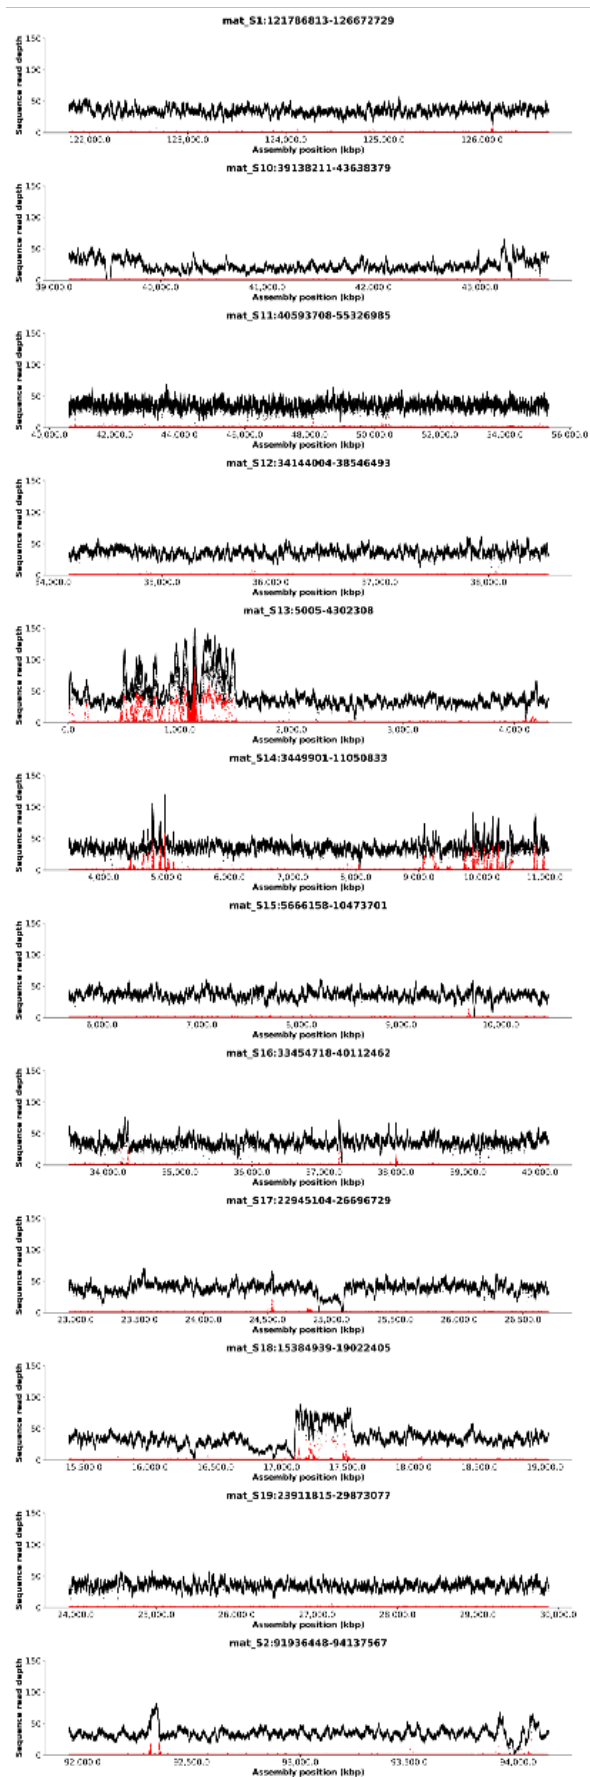 mat_S1:121786813-126672729
Sequence read depth
150
100
50
0
122,000.0 123,000.0 124,000.0 125,000.0 126,000.0
Assembly position (kbp)
mat_S10:39138211-43638379
Sequence read depth
150
100
50
0
39,000.0 40,000.0 41,000.0 42,000.0 43,000.0
Assembly position (kbp)
mat_S11:40593708-55326985
Sequence read depth
150
100
50
0
40,000.0 42,000.0 44,000.0 46,000.0 48,000.0 50,000.0 52,000.0 54,000.0 56,000.0
Assembly position (kbp)
mat_S12:34144004-38546493
Sequence read depth
150
100
50
0
34,000.0 35,000.0 36,000.0 37,000.0 38,000.0
Assembly position (kbp)
mat_S13:5005-4302308
Sequence read depth
150
100
50
0
0.0 1,000.0 2,000.0 3,000.0 4,000.0
Assembly position (kbp)
mat_S14:3449901-11050833
Sequence read depth
150
100
50
0
4,000.0 5,000.0 6,000.0 7,000.0 8,000.0 9,000.0 10,000.0 11,000.0
Assembly position (kbp)
mat_S15:5666158-10473701
Sequence read depth
150
100
50
0
6,000.0 7,000.0 8,000.0 9,000.0 10,000.0
Assembly position (kbp)
mat_S16:33454718-40112462
Sequence read depth
150
100
50
0
34,000.0 35,000.0 36,000.0 37,000.0 38,000.0 39,000.0 40,000.0
Assembly position (kbp)
mat_S17:22945104-26696729
Sequence read depth
150
100
50
0
23,000.0 23,500.0 24,000.0 24,500.0 25,000.0 25,500.0 26,000.0 26,500.0
Assembly position (kbp)
mat_S18:15384939-19022405
Sequence read depth
150
100
50
0
15,500.0 16,000.0 16,500.0 17,000.0 17,500.0 18,000.0 18,500.0 19,000.0
Assembly position (kbp)
mat_S19:23911815-29873077
Sequence read depth
150
100
50
0
24,000.0 25,000.0 26,000.0 27,000.0 28,000.0 29,000.0 30,000.0
Assembly position (kbp)
mat_S2:91936448-94137567
Sequence read depth
150
100
50
0
92,000.0 92,500.0 93,000.0 93,500.0 94,000.0
Assembly position (kbp)